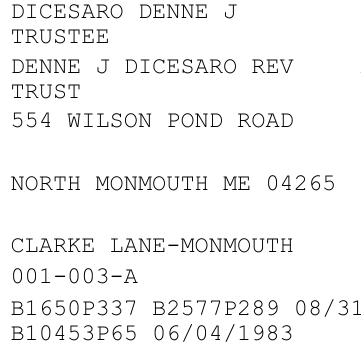 DICESARO DENNE J
TRUSTEE
DENNE J DICESARO REV
TRUST
554 WILSON POND ROAD
NORTH MONMOUTH ME 04265
CLARKE LANE-MONMOUTH
001-003-A
B1650P337 B2577P289 08/31
B10453P65 06/04/1983